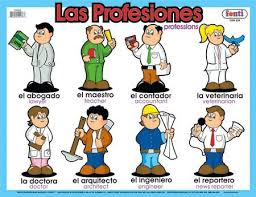 Las Profesiones
professions
Tonti
el abogado
lawyer
el maestro
teacher
el contador
accountant
la veterinaria
veterinarian
la doctora
doctor
el arquitecto
architect
el ingeniero
engineer
el reportero
news reporter